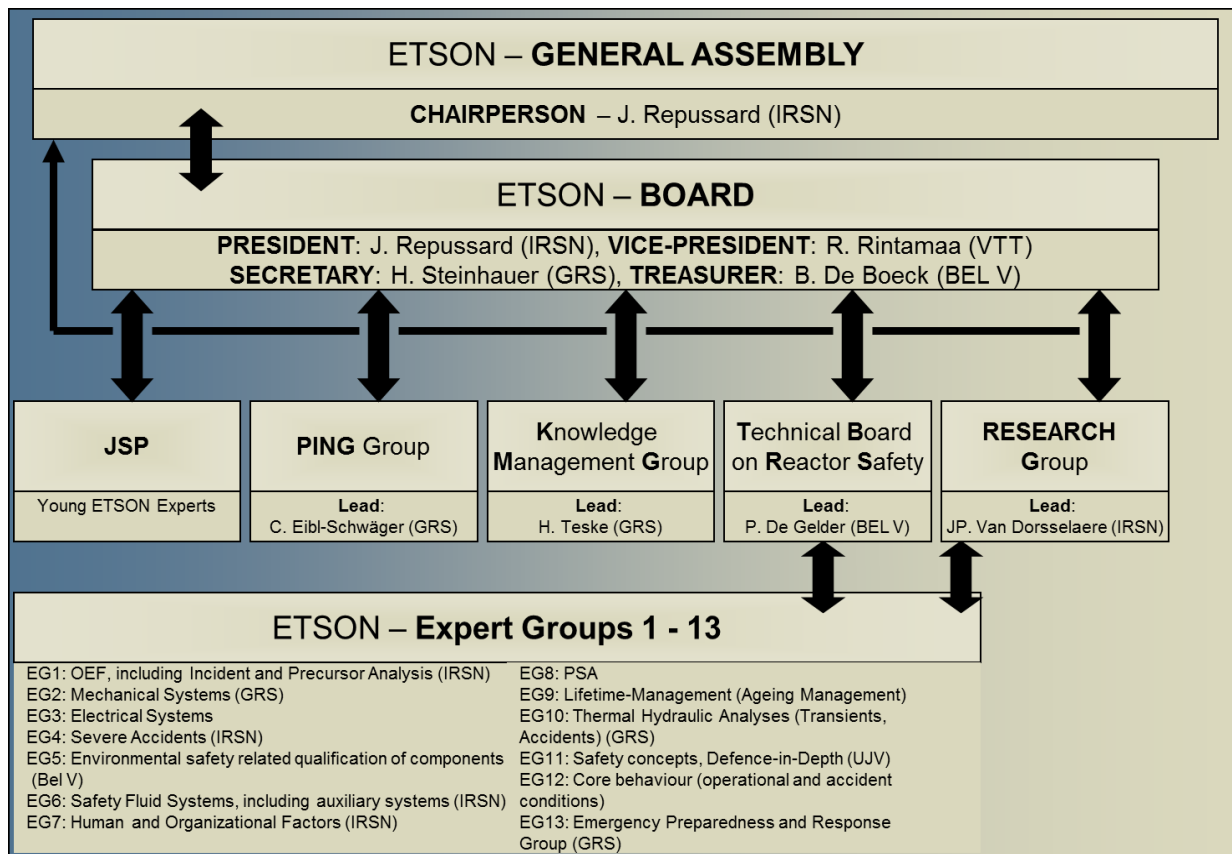 ETSON – GENERAL ASSEMBLY
CHAIRPERSON – J. Repussard (IRSN)
ETSON – BOARD
PRESIDENT: J. Repussard (IRSN), VICE-PRESIDENT: R. Rintamaa (VTT)
SECRETARY: H. Steinhauer (GRS), TREASURER: B. De Boeck (BEL V)
JSP
Young ETSON Experts
PING Group
Lead:
C. Eibl-Schwäger (GRS)
Knowledge
Management Group
Lead:
H. Teske (GRS)
Technical Board
on Reactor Safety
Lead:
P. De Gelder (BEL V)
RESEARCH
Group
Lead:
JP. Van Dorsselaere (IRSN)
ETSON – Expert Groups 1 - 13
EG1: OEF, including Incident and Precursor Analysis (IRSN)
EG2: Mechanical Systems (GRS)
EG3: Electrical Systems
EG4: Severe Accidents (IRSN)
EG5: Environmental safety related qualification of components
(Bel V)
EG6: Safety Fluid Systems, including auxiliary systems (IRSN)
EG7: Human and Organizational Factors (IRSN)
EG8: PSA
EG9: Lifetime-Management (Ageing Management)
EG10: Thermal Hydraulic Analyses (Transients,
Accidents) (GRS)
EG11: Safety concepts, Defence-in-Depth (UJV)
EG12: Core behaviour (operational and accident
conditions)
EG13: Emergency Preparedness and Response
Group (GRS)